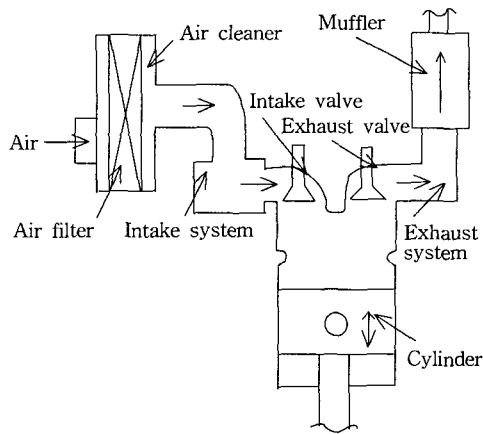 Muffler
Air cleaner
Intake valve
Exhaust valve
Air
Air filter
Intake system
Exhaust
system
Cylinder